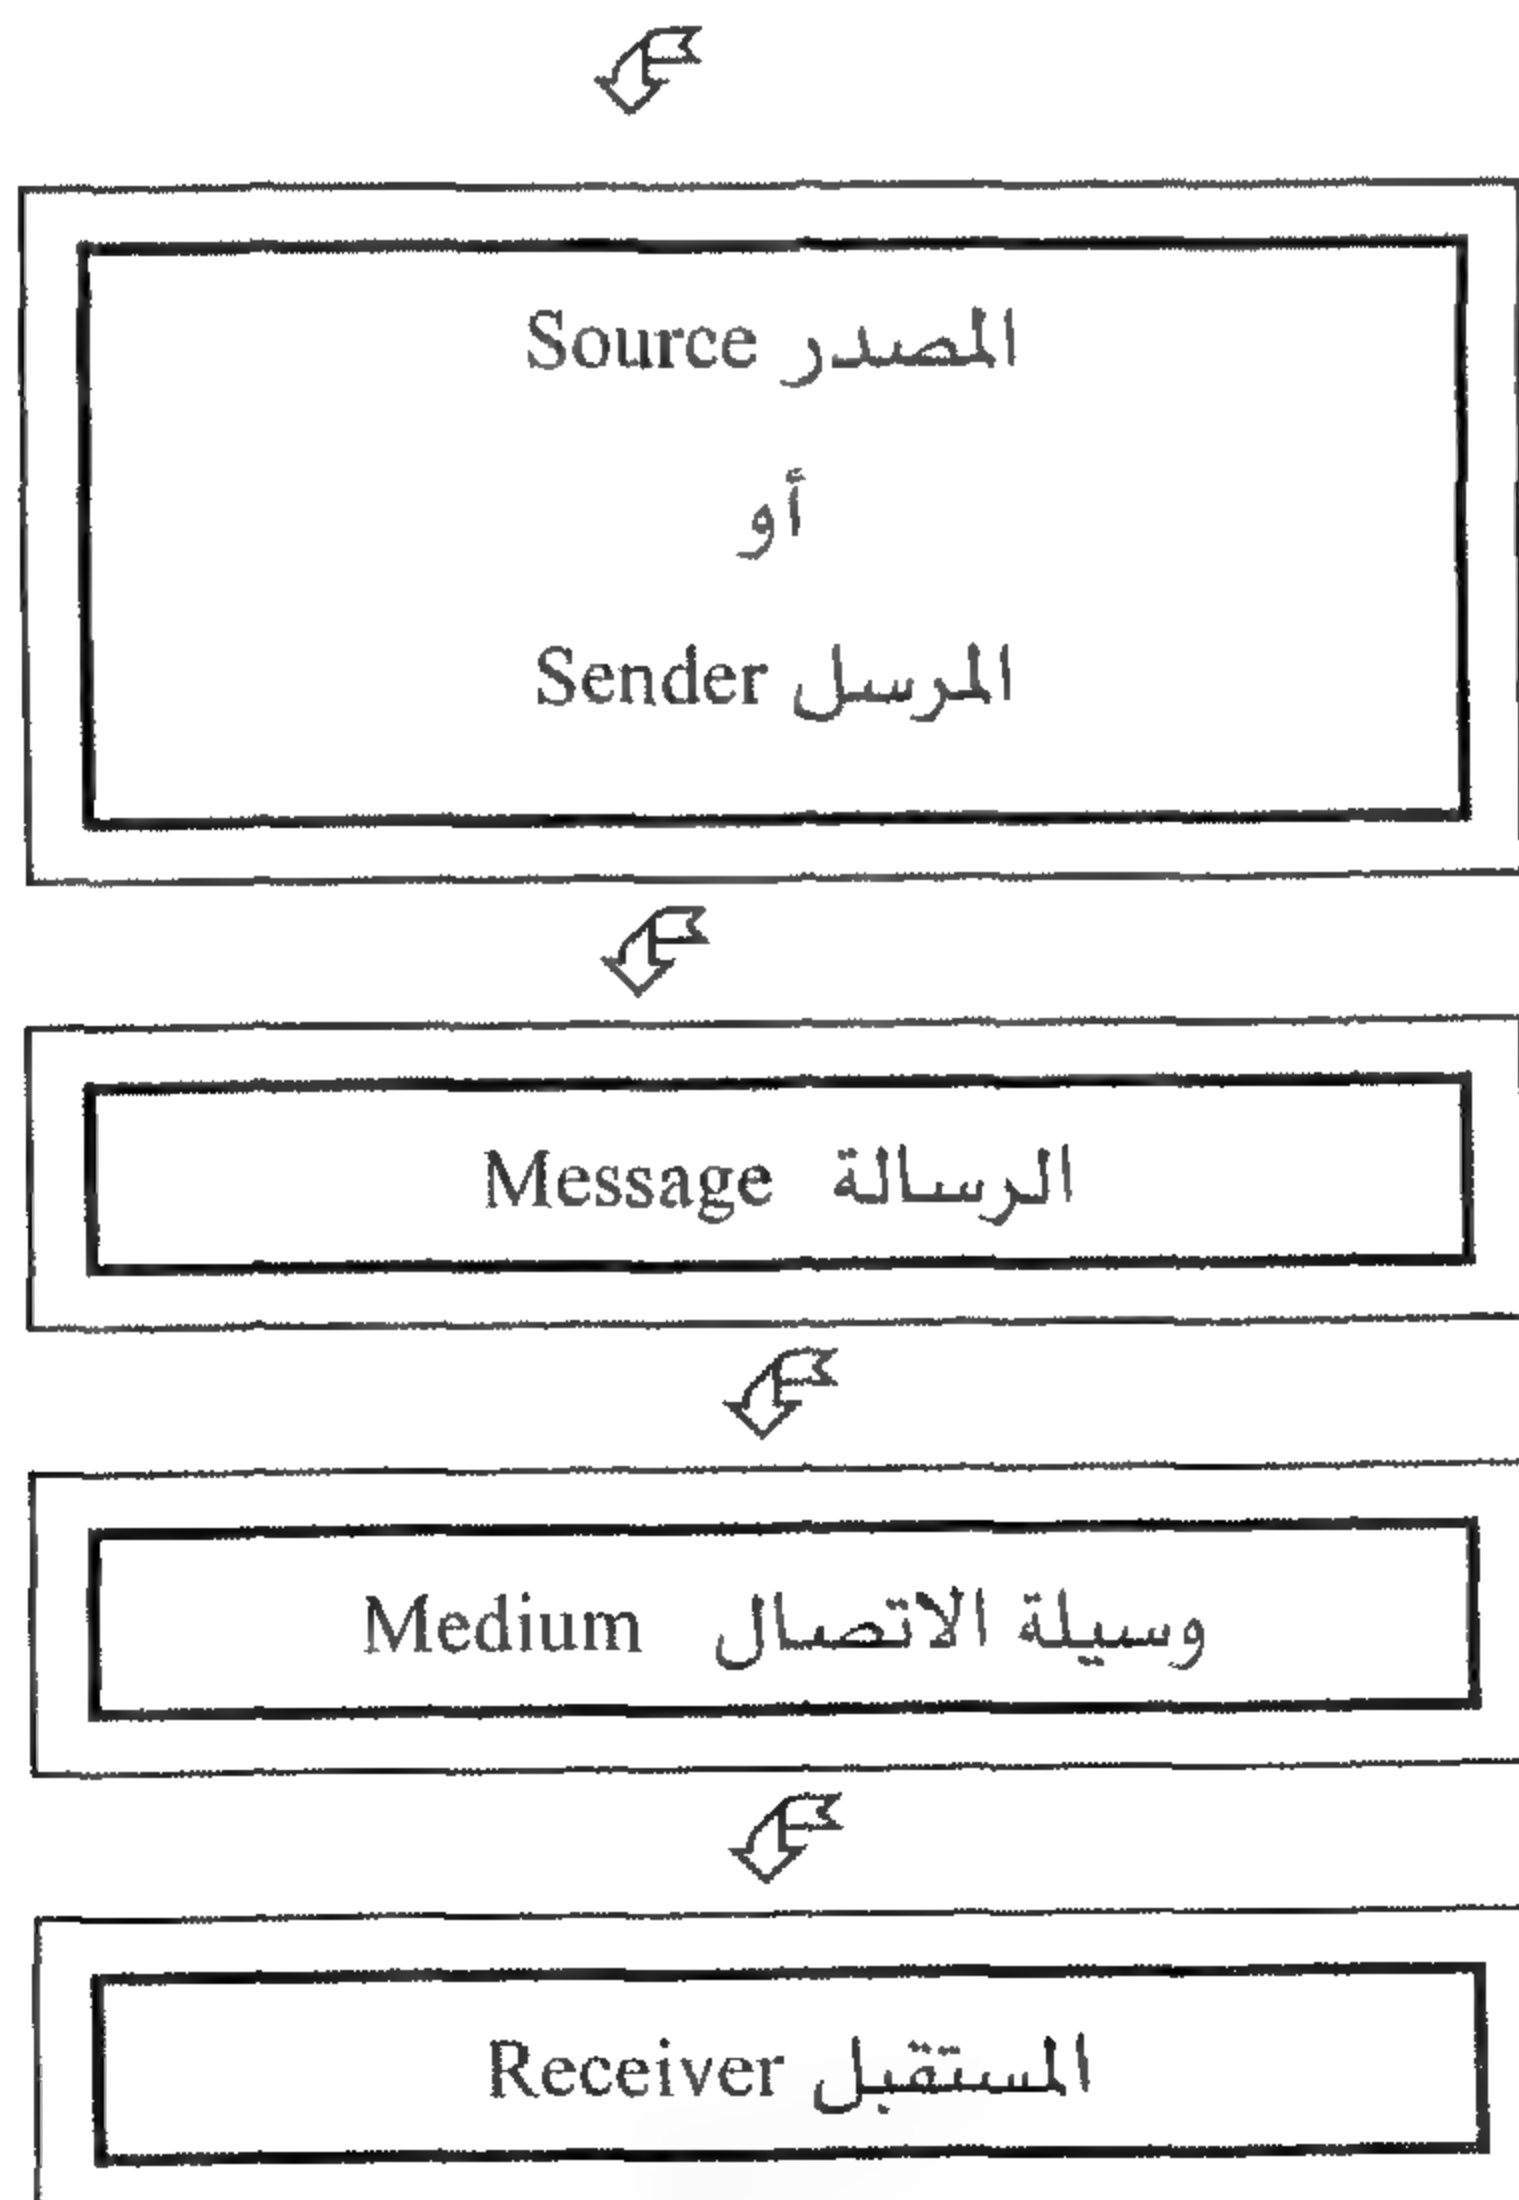 المصدر Source
أو
المرسل Sender
الرسالة Message
وسيلة الاتصال Medium
المستقبل Receiver